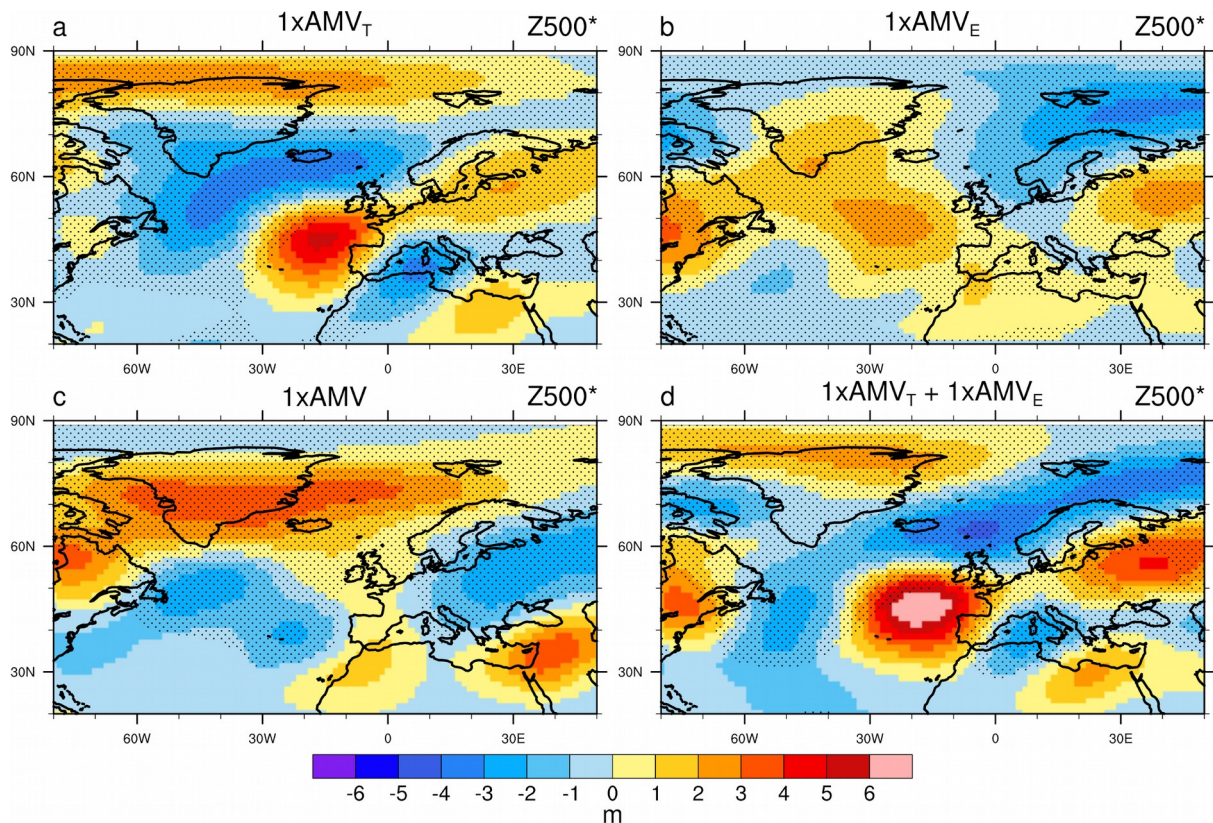 a 1xAMV_T Z500*
b 1xAMV_E Z500*
90N
60N
30N
60W 30W 0 30E
90N
60N
30N
60W 30W 0 30E
c 1xAMV Z500*
d 1xAMV_T + 1xAMV_E Z500*
90N
60N
30N
60W 30W 0 30E
90N
60N
30N
60W 30W 0 30E
-6 -5 -4 -3 -2 -1 0 1 2 3 4 5 6
m